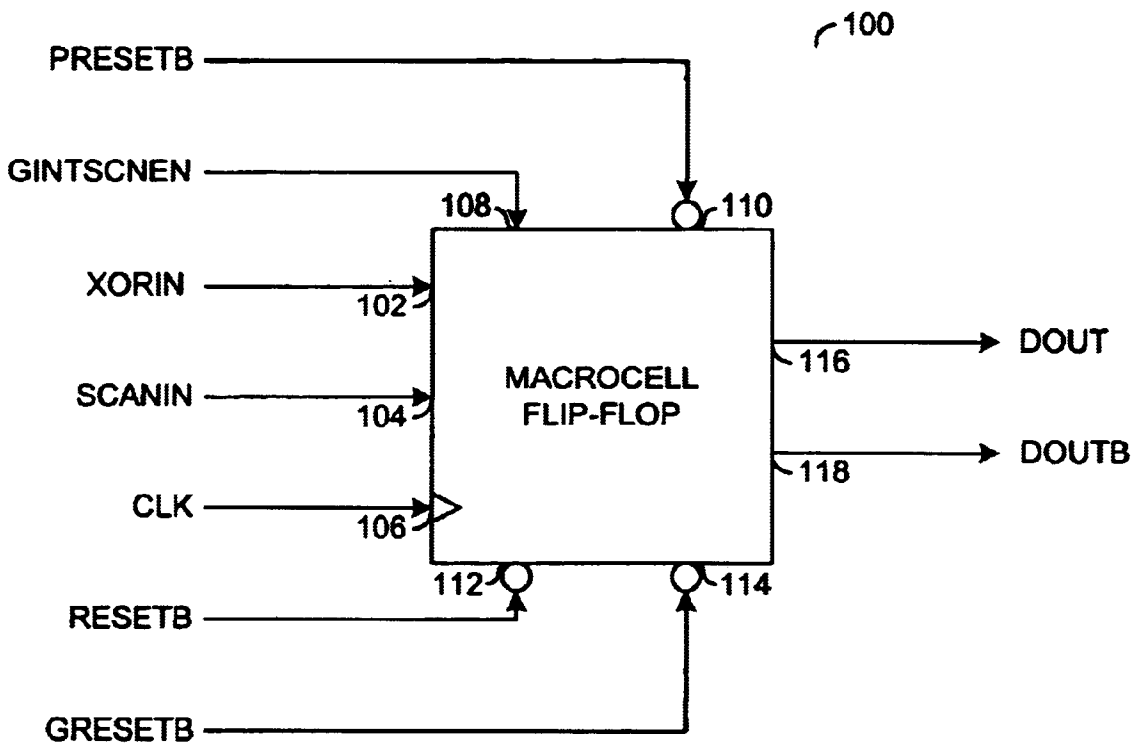 100
PRESETB
GINTSCNEN
108
110
XORIN
102
DOUT
116
MACROCELL
FLIP-FLOP
SCANIN
104
DOUTB
118
CLK
106
112
114
RESETB
GRESETB